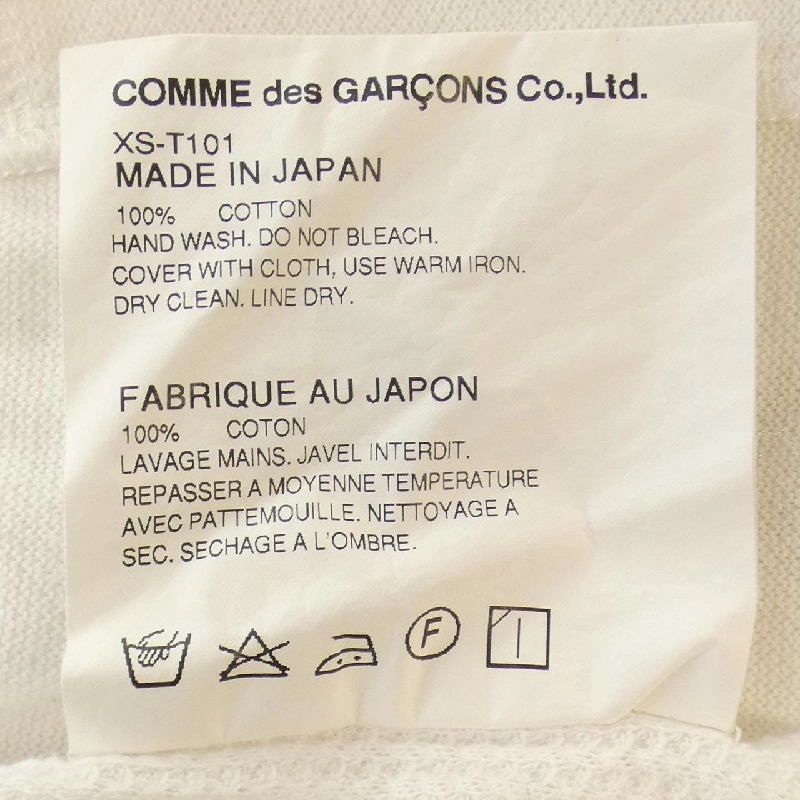 COMME des GARÇONS Co.,Ltd.
XS-T101
MADE IN JAPAN
100% COTTON
HAND WASH. DO NOT BLEACH.
COVER WITH CLOTH, USE WARM IRON.
DRY CLEAN. LINE DRY.
FABRIQUE AU JAPON
100% COTON
LAVAGE MAINS. JAVEL INTERDIT.
REPASSER A MOYENNE TEMPERATURE
AVEC PATTEMOUILLE. NETTOYAGE A
SEC. SECHAGE A L'OMBRE.
F